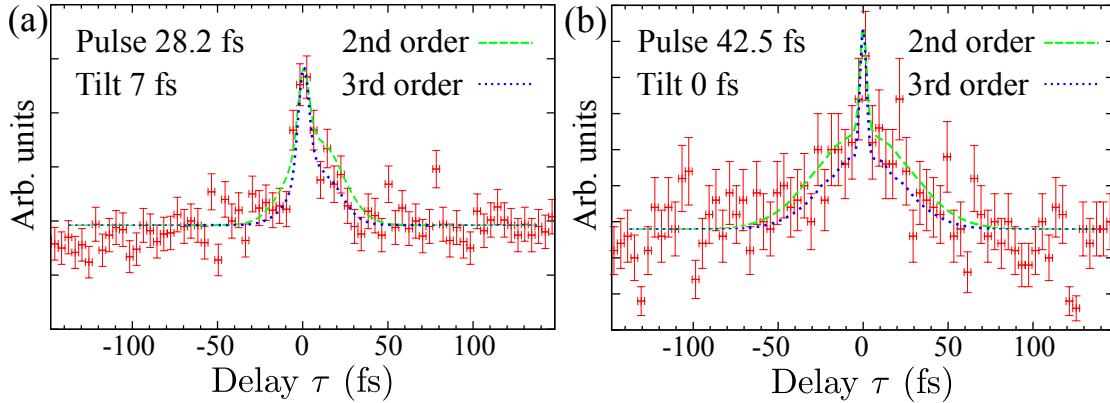 (a)
Pulse 28.2 fs
2nd order
Tilt 7 fs
3rd order
Arb. units
-100 -50 0 50 100
Delay τ (fs)
(b)
Pulse 42.5 fs
2nd order
Tilt 0 fs
3rd order
Arb. units
-100 -50 0 50 100
Delay τ (fs)